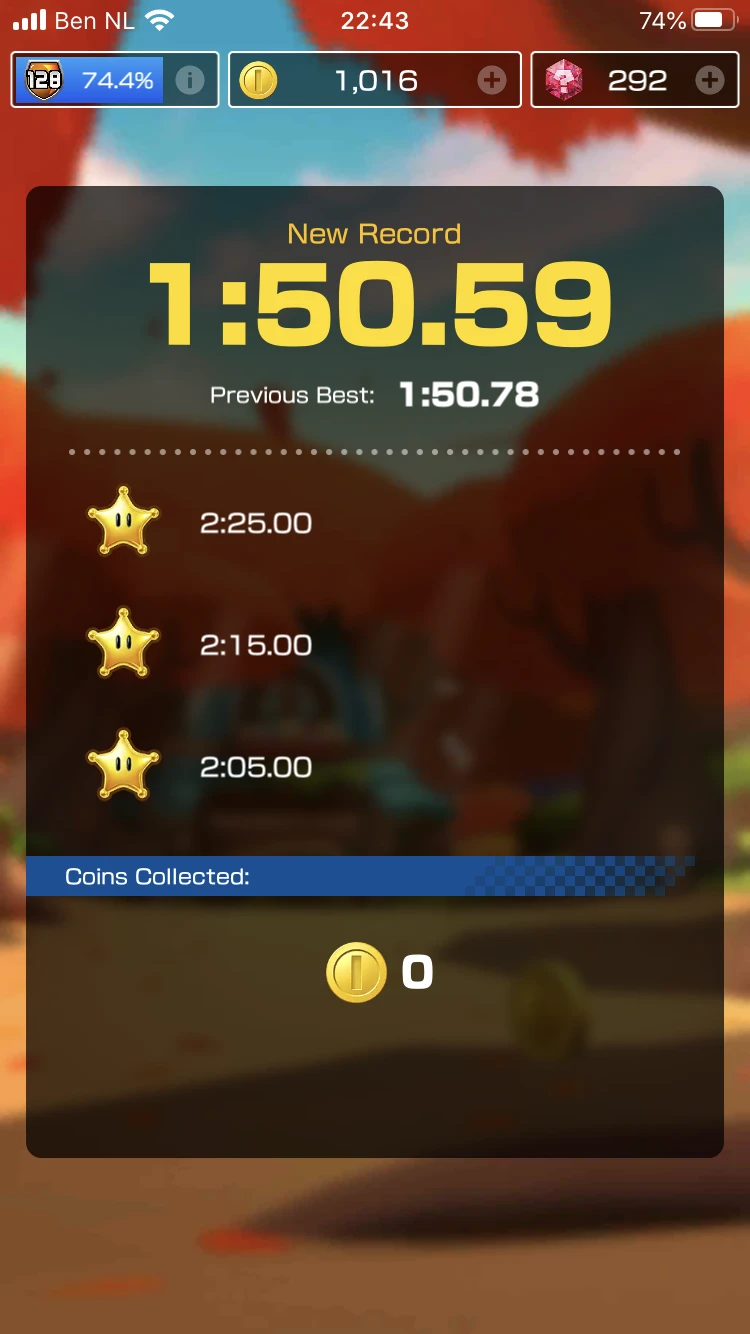 Ben NL 22:43 74%
128 74.4% i 1,016 + ? 292 +
New Record
1:50.59
Previous Best: 1:50.78
2:25.00
2:15.00
2:05.00
Coins Collected:
0